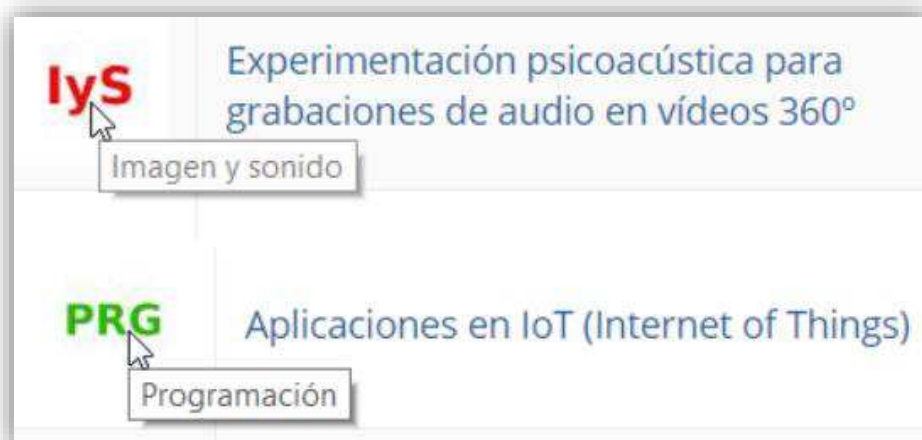 IyS
Experimentación psicoacústica para
grabaciones de audio en vídeos 360º
Imagen y sonido
PRG
Aplicaciones en IoT (Internet of Things)
Programación